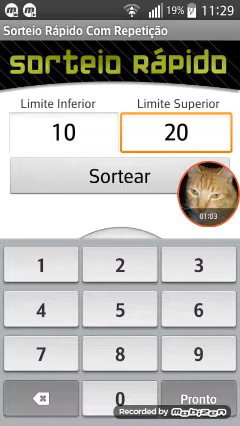 19% 11:29
Sorteio Rápido Com Repetição
sorteio Rápido
Limite Inferior Limite Superior
10 20
Sortear
01:03
1 2 3
4 5 6
7 8 9
0 Pronto
Recorded by mobizen